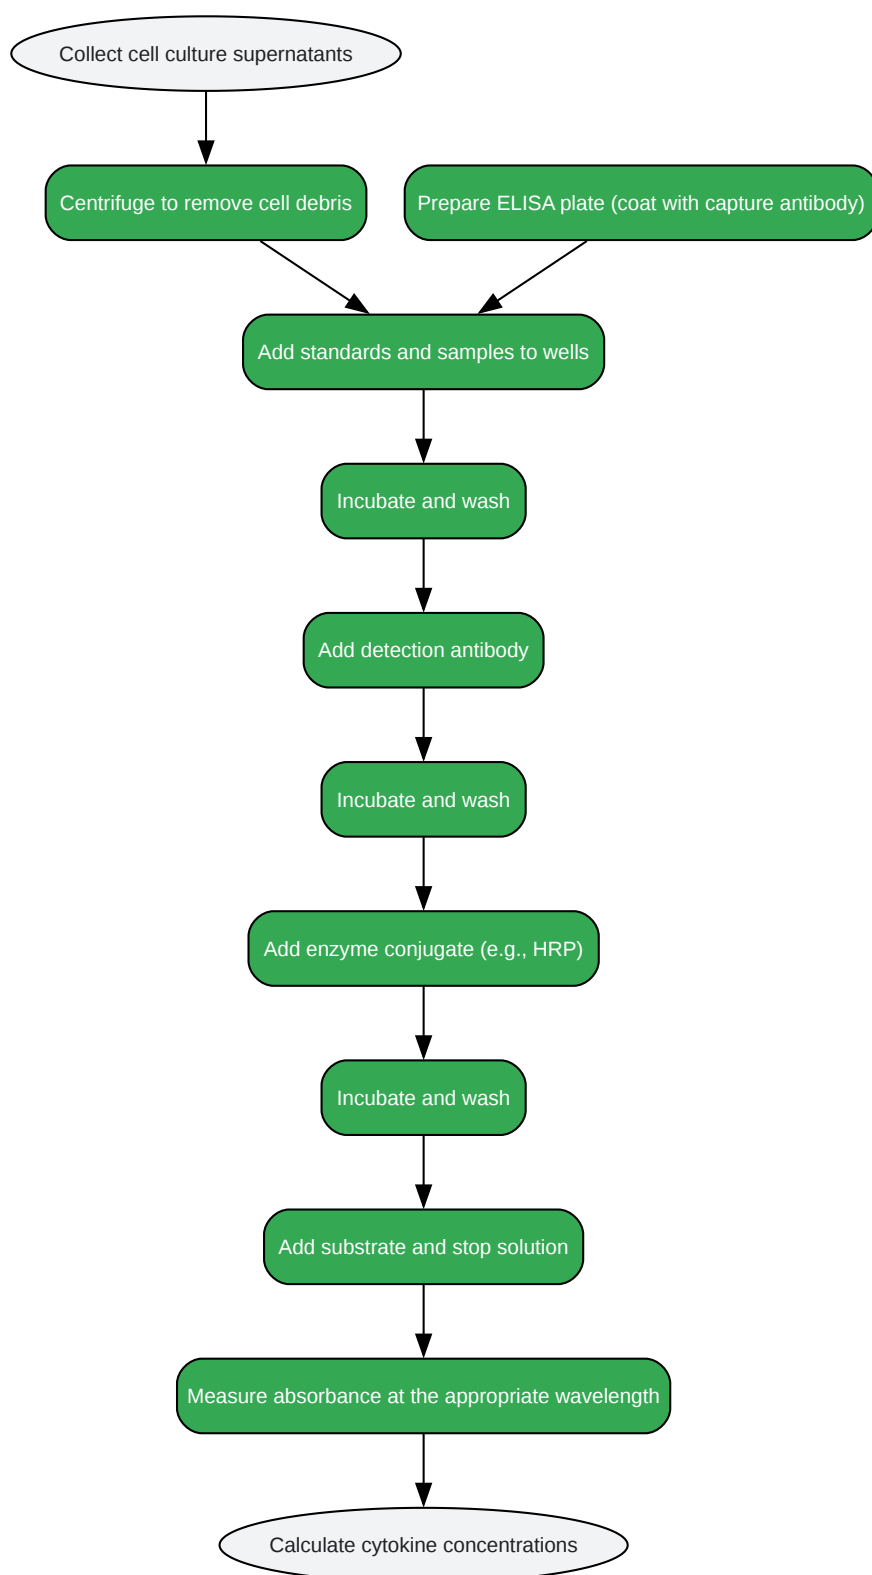 Collect cell culture supernatants
Centrifuge to remove cell debris
Prepare ELISA plate (coat with capture antibody)
Add standards and samples to wells
Incubate and wash
Add detection antibody
Incubate and wash
Add enzyme conjugate (e.g., HRP)
Incubate and wash
Add substrate and stop solution
Measure absorbance at the appropriate wavelength
Calculate cytokine concentrations